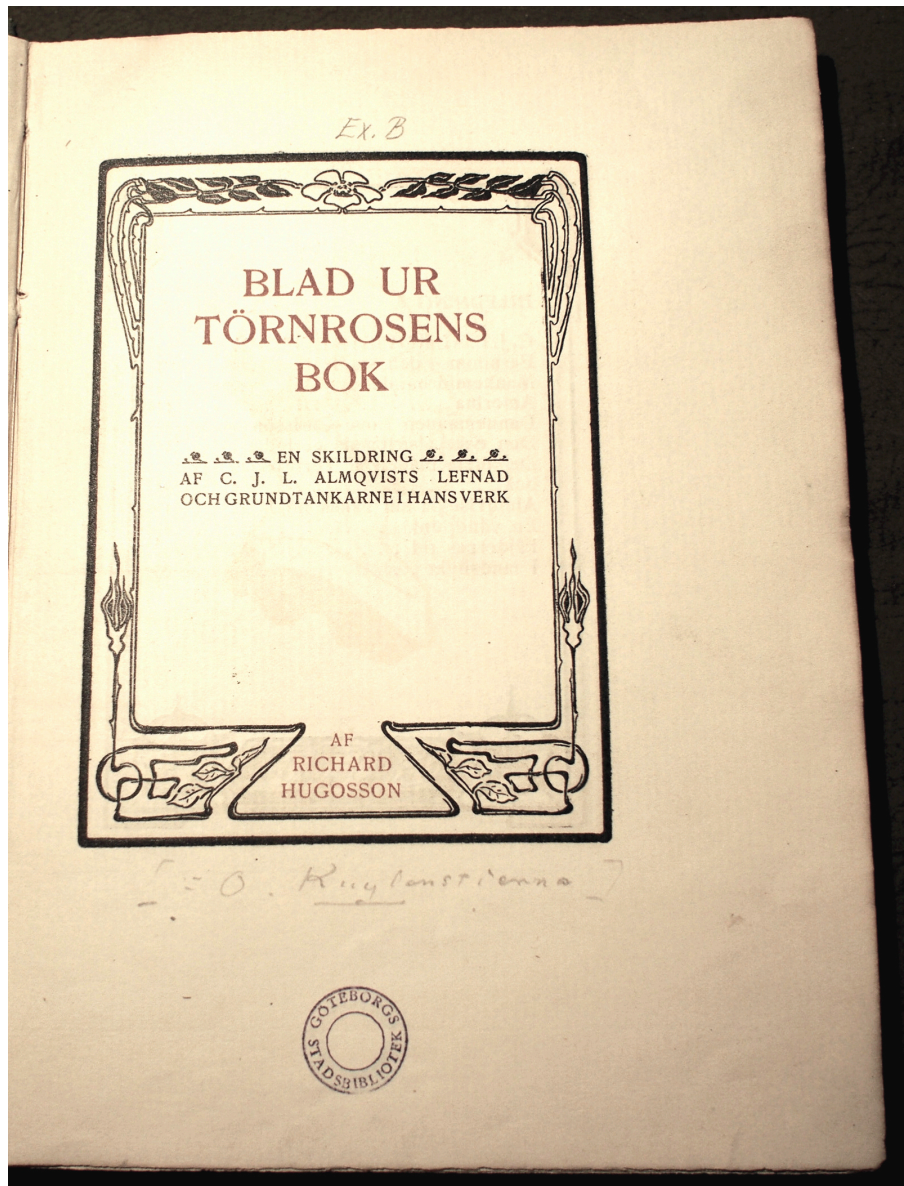 Ex. B
BLAD UR
TÖRNROSENS
BOK
EN SKILDRING
AF C. J. L. ALMQVISTS LEFNAD
OCH GRUNDTANKARNE I HANS VERK
AF
RICHARD
HUGOSSON
[= O. Kuylenstierna]
GÖTEBORGS
STADSBIBLIOTEK